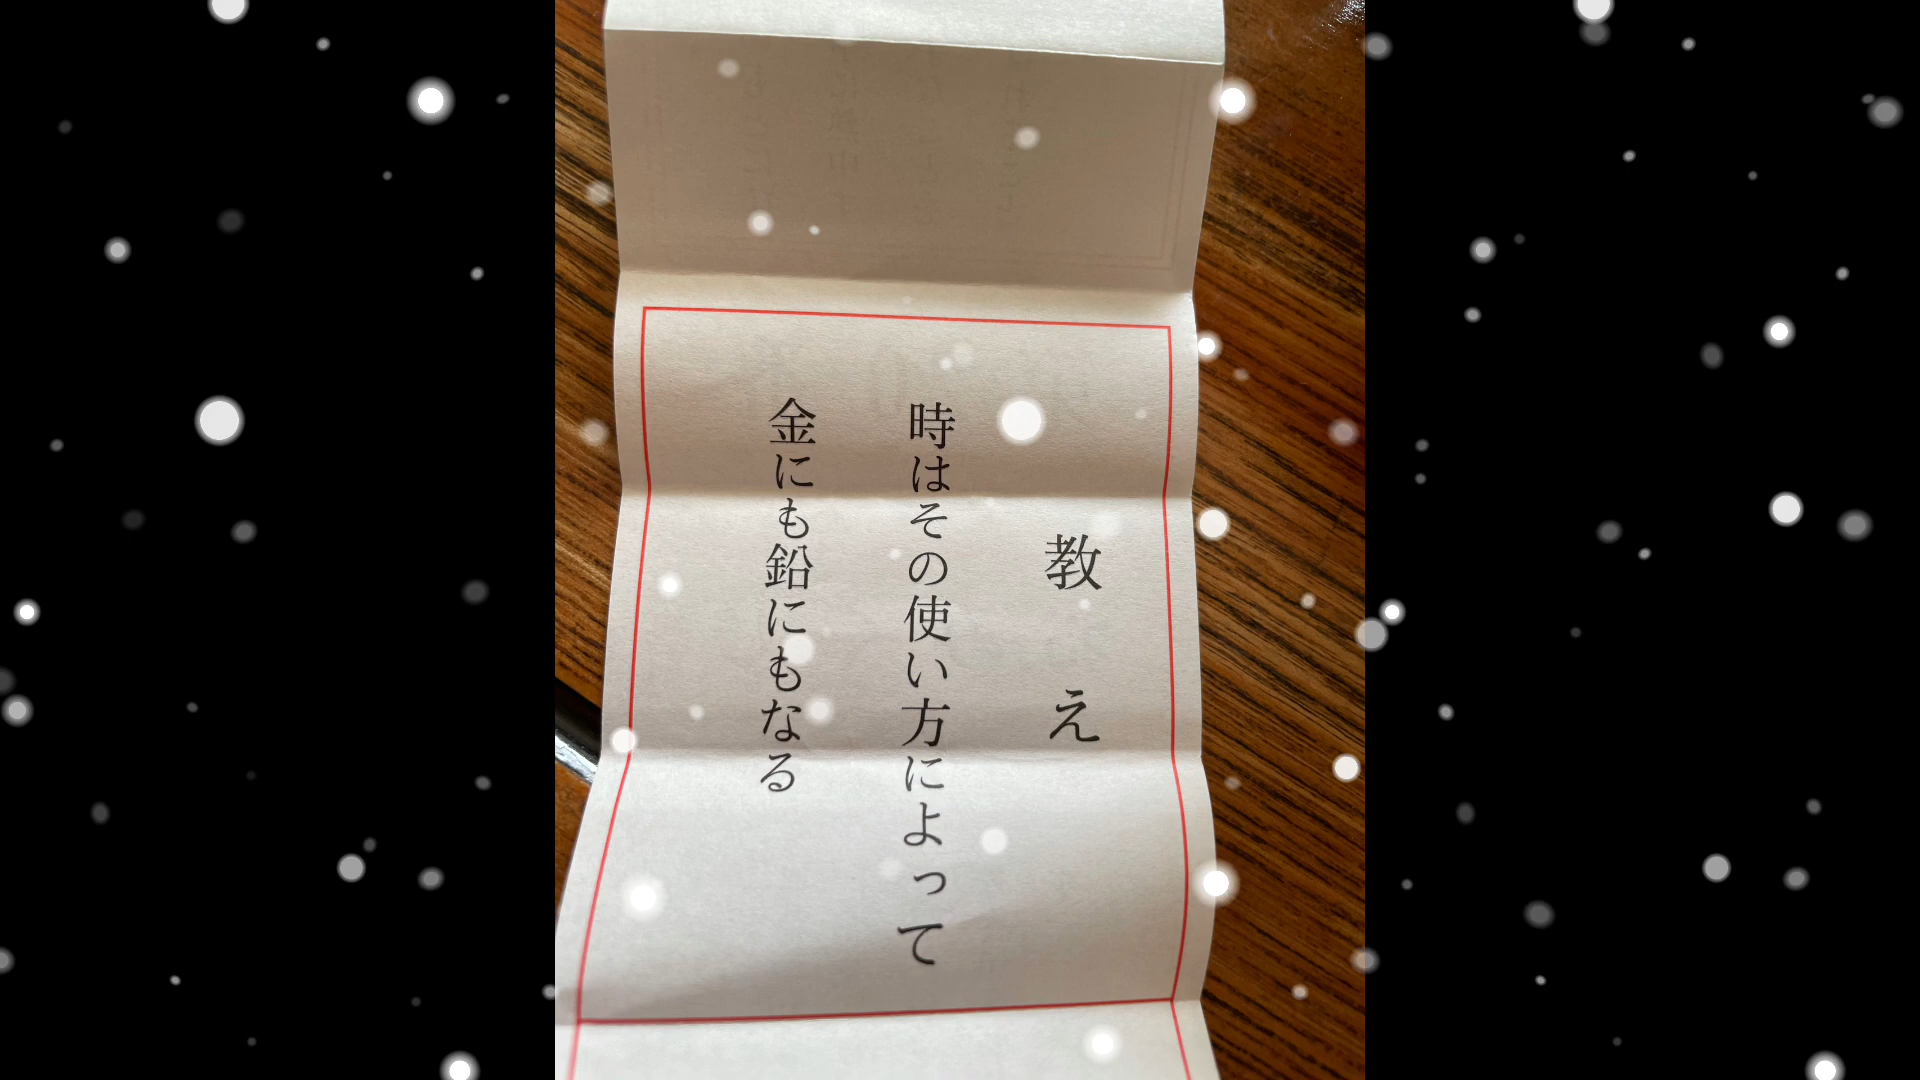 教え
時はその使い方によって
金にも鉛にもなる